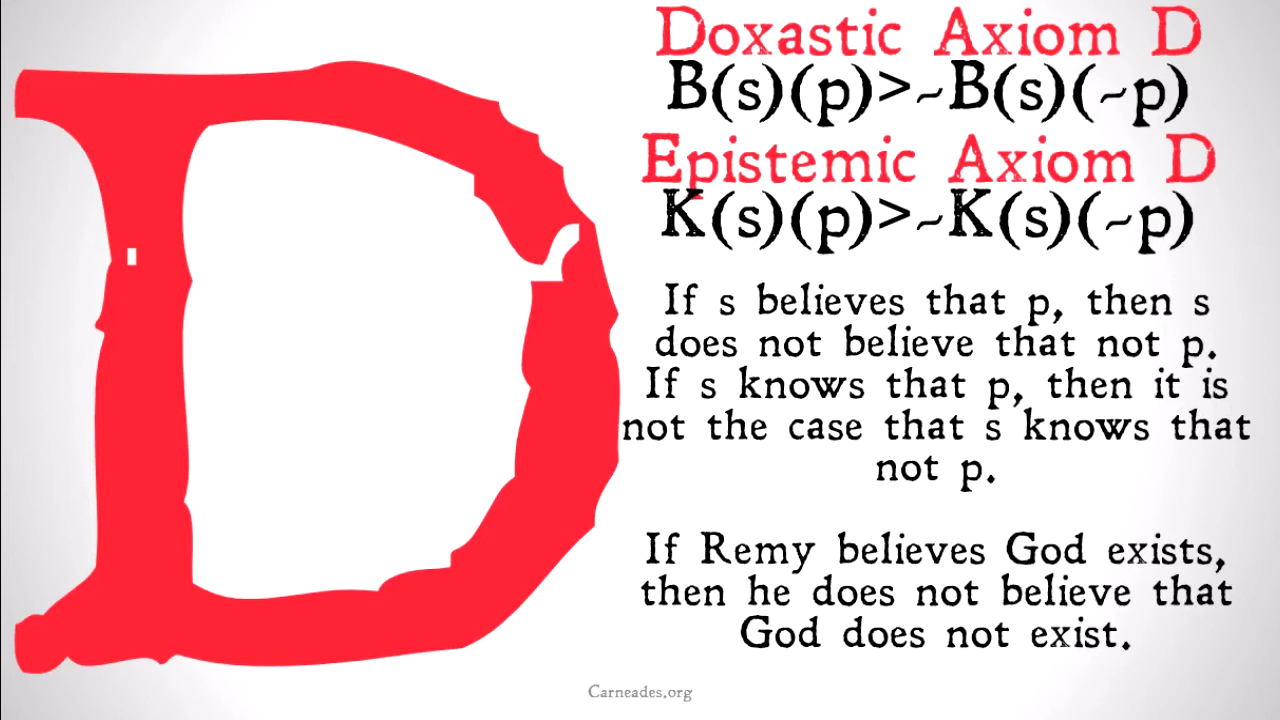 D
Doxastic Axiom D
B(s)(p)>~B(s)(~p)
Epistemic Axiom D
K(s)(p)>~K(s)(~p)
If s believes that p, then s
does not believe that not p.
If s knows that p, then it is
not the case that s knows that
not p.
If Remy believes God exists,
then he does not believe that
God does not exist.
Carneades.org